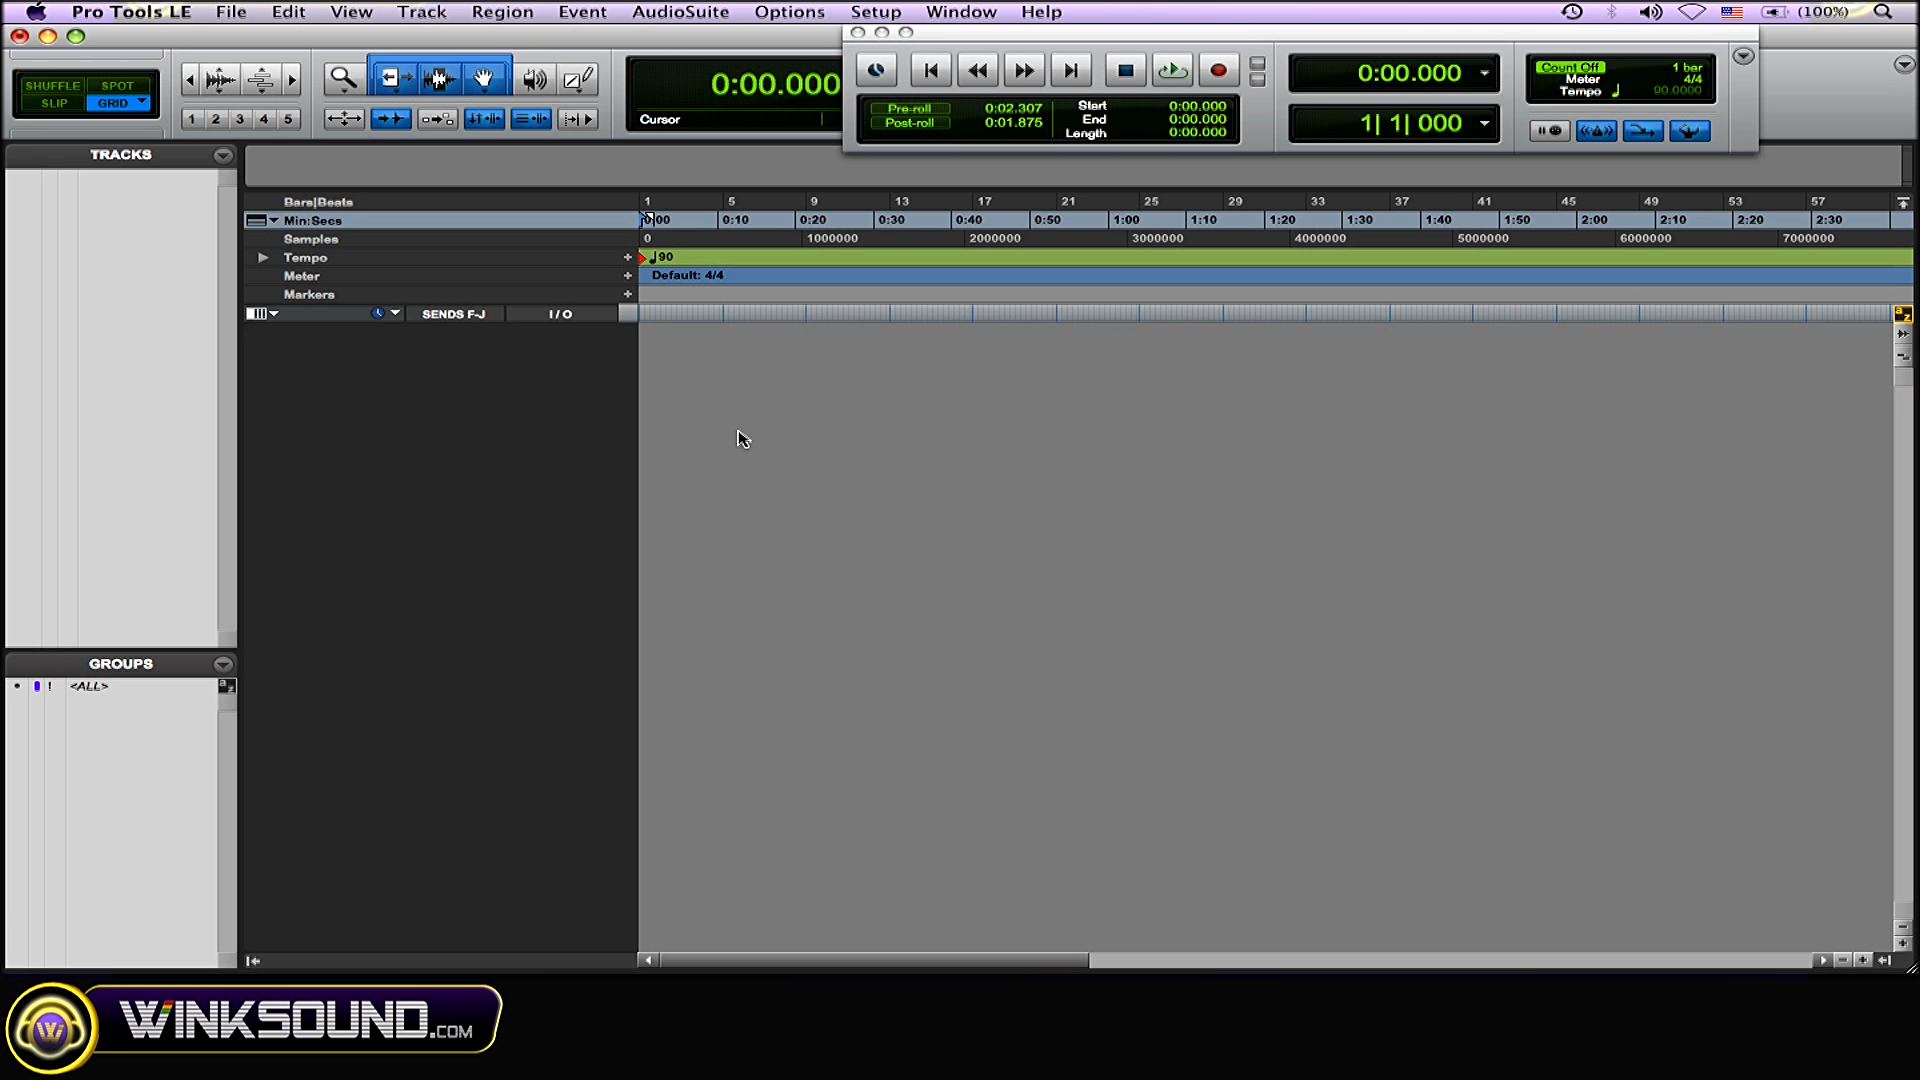 Pro Tools LE File Edit View Track Region Event AudioSuite Options Setup Window Help (100%)
SHUFFLE SPOT
SLIP GRID
1 2 3 4 5
0:00.000
Cursor
Pre-roll 0:02.307
Post-roll 0:01.875
Start 0:00.000
End 0:00.000
Length 0:00.000
0:00.000
1| 1| 000
Count Off 1 bar
Meter 4/4
Tempo 90.0000
TRACKS
Bars|Beats 1 5 9 13 17 21 25 29 33 37 41 45 49 53 57
Min:Secs 0:00 0:10 0:20 0:30 0:40 0:50 1:00 1:10 1:20 1:30 1:40 1:50 2:00 2:10 2:20 2:30
Samples 0 1000000 2000000 3000000 4000000 5000000 6000000 7000000
Tempo + 90
Meter + Default: 4/4
Markers +
SENDS F-J I/O
a z
GROUPS
! <ALL> a z
W WINKSOUND.COM